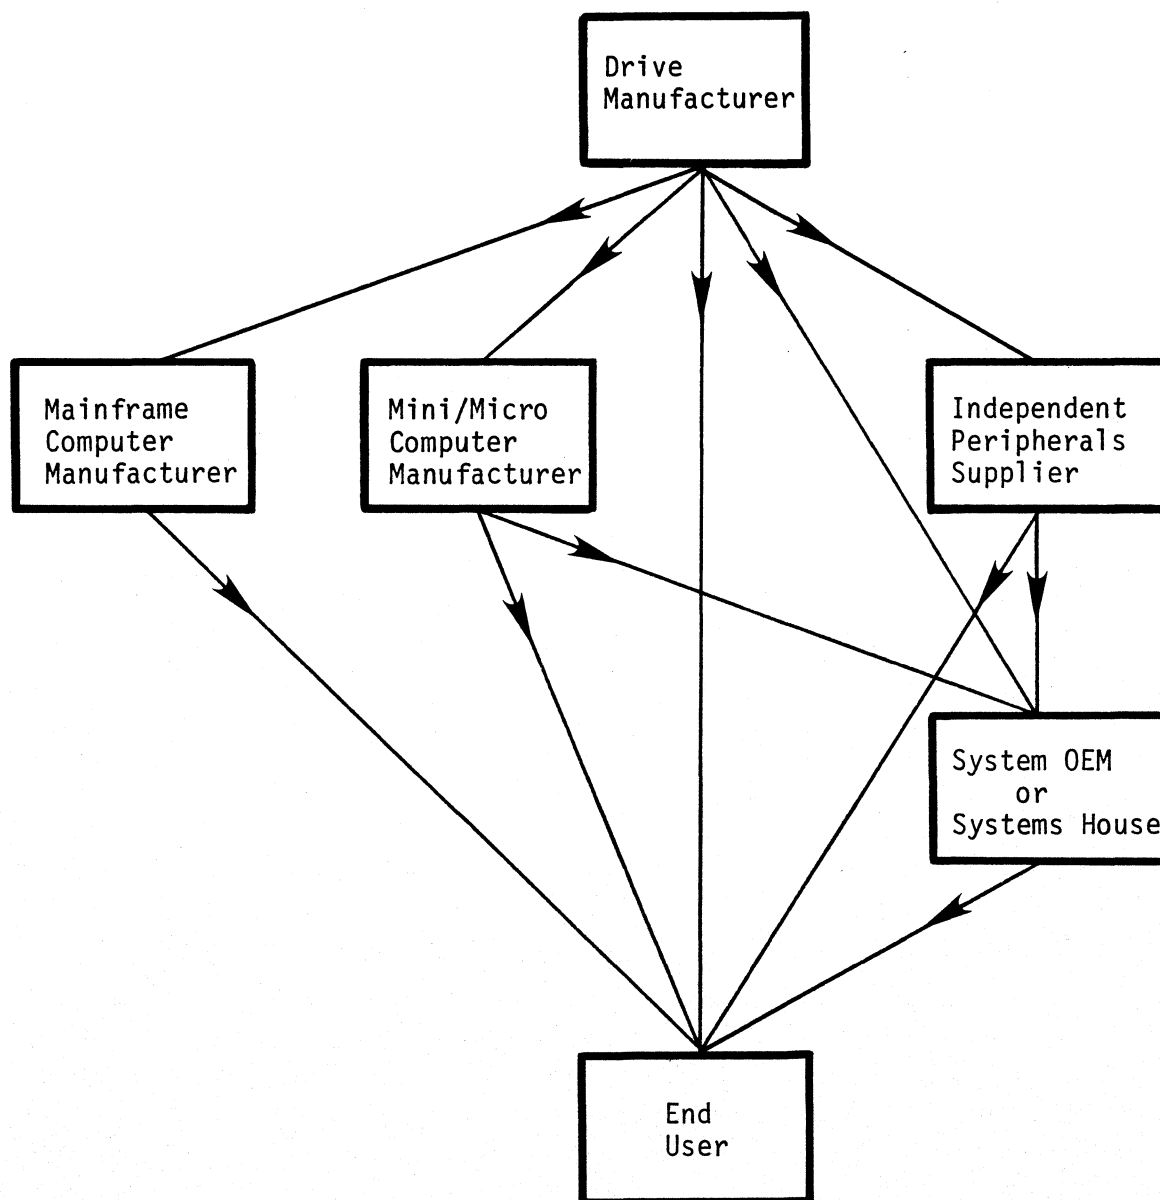 Drive
Manufacturer
Mainframe
Computer
Manufacturer
Mini/Micro
Computer
Manufacturer
Independent
Peripherals
Supplier
System OEM
or
Systems House
End
User